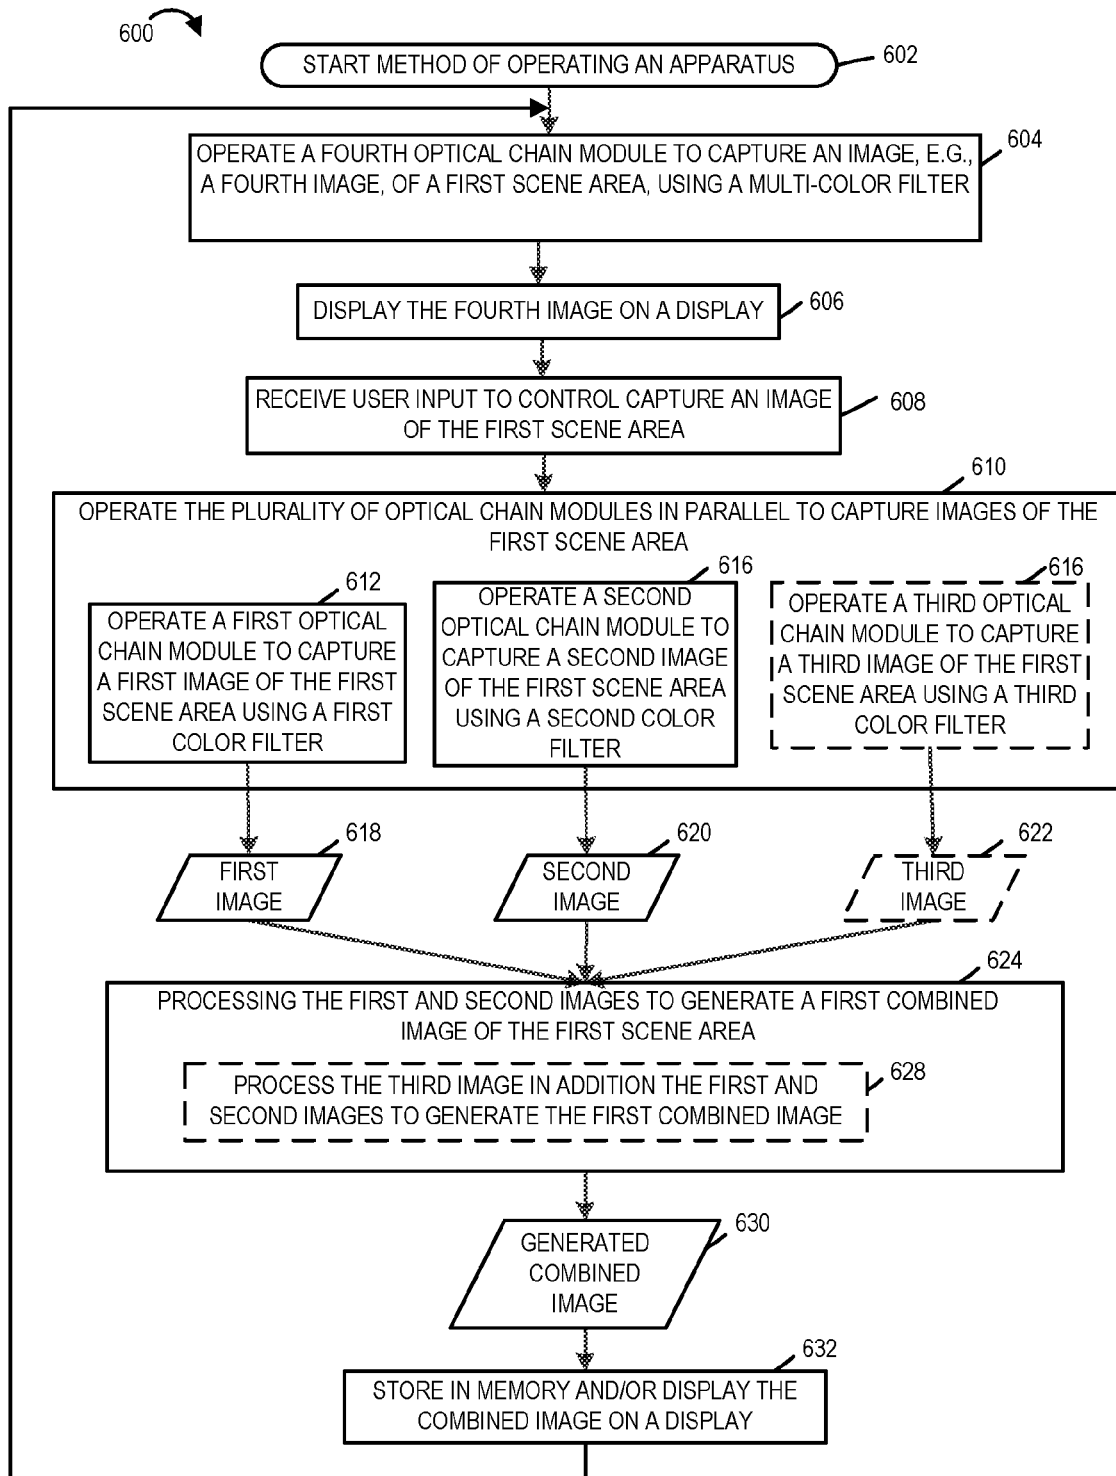 600
START METHOD OF OPERATING AN APPARATUS
602
OPERATE A FOURTH OPTICAL CHAIN MODULE TO CAPTURE AN IMAGE, E.G.,
A FOURTH IMAGE, OF A FIRST SCENE AREA, USING A MULTI-COLOR FILTER
604
DISPLAY THE FOURTH IMAGE ON A DISPLAY
606
RECEIVE USER INPUT TO CONTROL CAPTURE AN IMAGE
OF THE FIRST SCENE AREA
608
610
OPERATE THE PLURALITY OF OPTICAL CHAIN MODULES IN PARALLEL TO CAPTURE IMAGES OF THE
FIRST SCENE AREA
612
OPERATE A FIRST OPTICAL
CHAIN MODULE TO CAPTURE
A FIRST IMAGE OF THE FIRST
SCENE AREA USING A FIRST
COLOR FILTER
616
OPERATE A SECOND
OPTICAL CHAIN MODULE TO
CAPTURE A SECOND IMAGE
OF THE FIRST SCENE AREA
USING A SECOND COLOR
FILTER
616
OPERATE A THIRD OPTICAL
CHAIN MODULE TO CAPTURE
A THIRD IMAGE OF THE FIRST
SCENE AREA USING A THIRD
COLOR FILTER
618
FIRST
IMAGE
620
SECOND
IMAGE
622
THIRD
IMAGE
624
PROCESSING THE FIRST AND SECOND IMAGES TO GENERATE A FIRST COMBINED
IMAGE OF THE FIRST SCENE AREA
PROCESS THE THIRD IMAGE IN ADDITION THE FIRST AND
SECOND IMAGES TO GENERATE THE FIRST COMBINED IMAGE
628
GENERATED
COMBINED
IMAGE
630
632
STORE IN MEMORY AND/OR DISPLAY THE
COMBINED IMAGE ON A DISPLAY